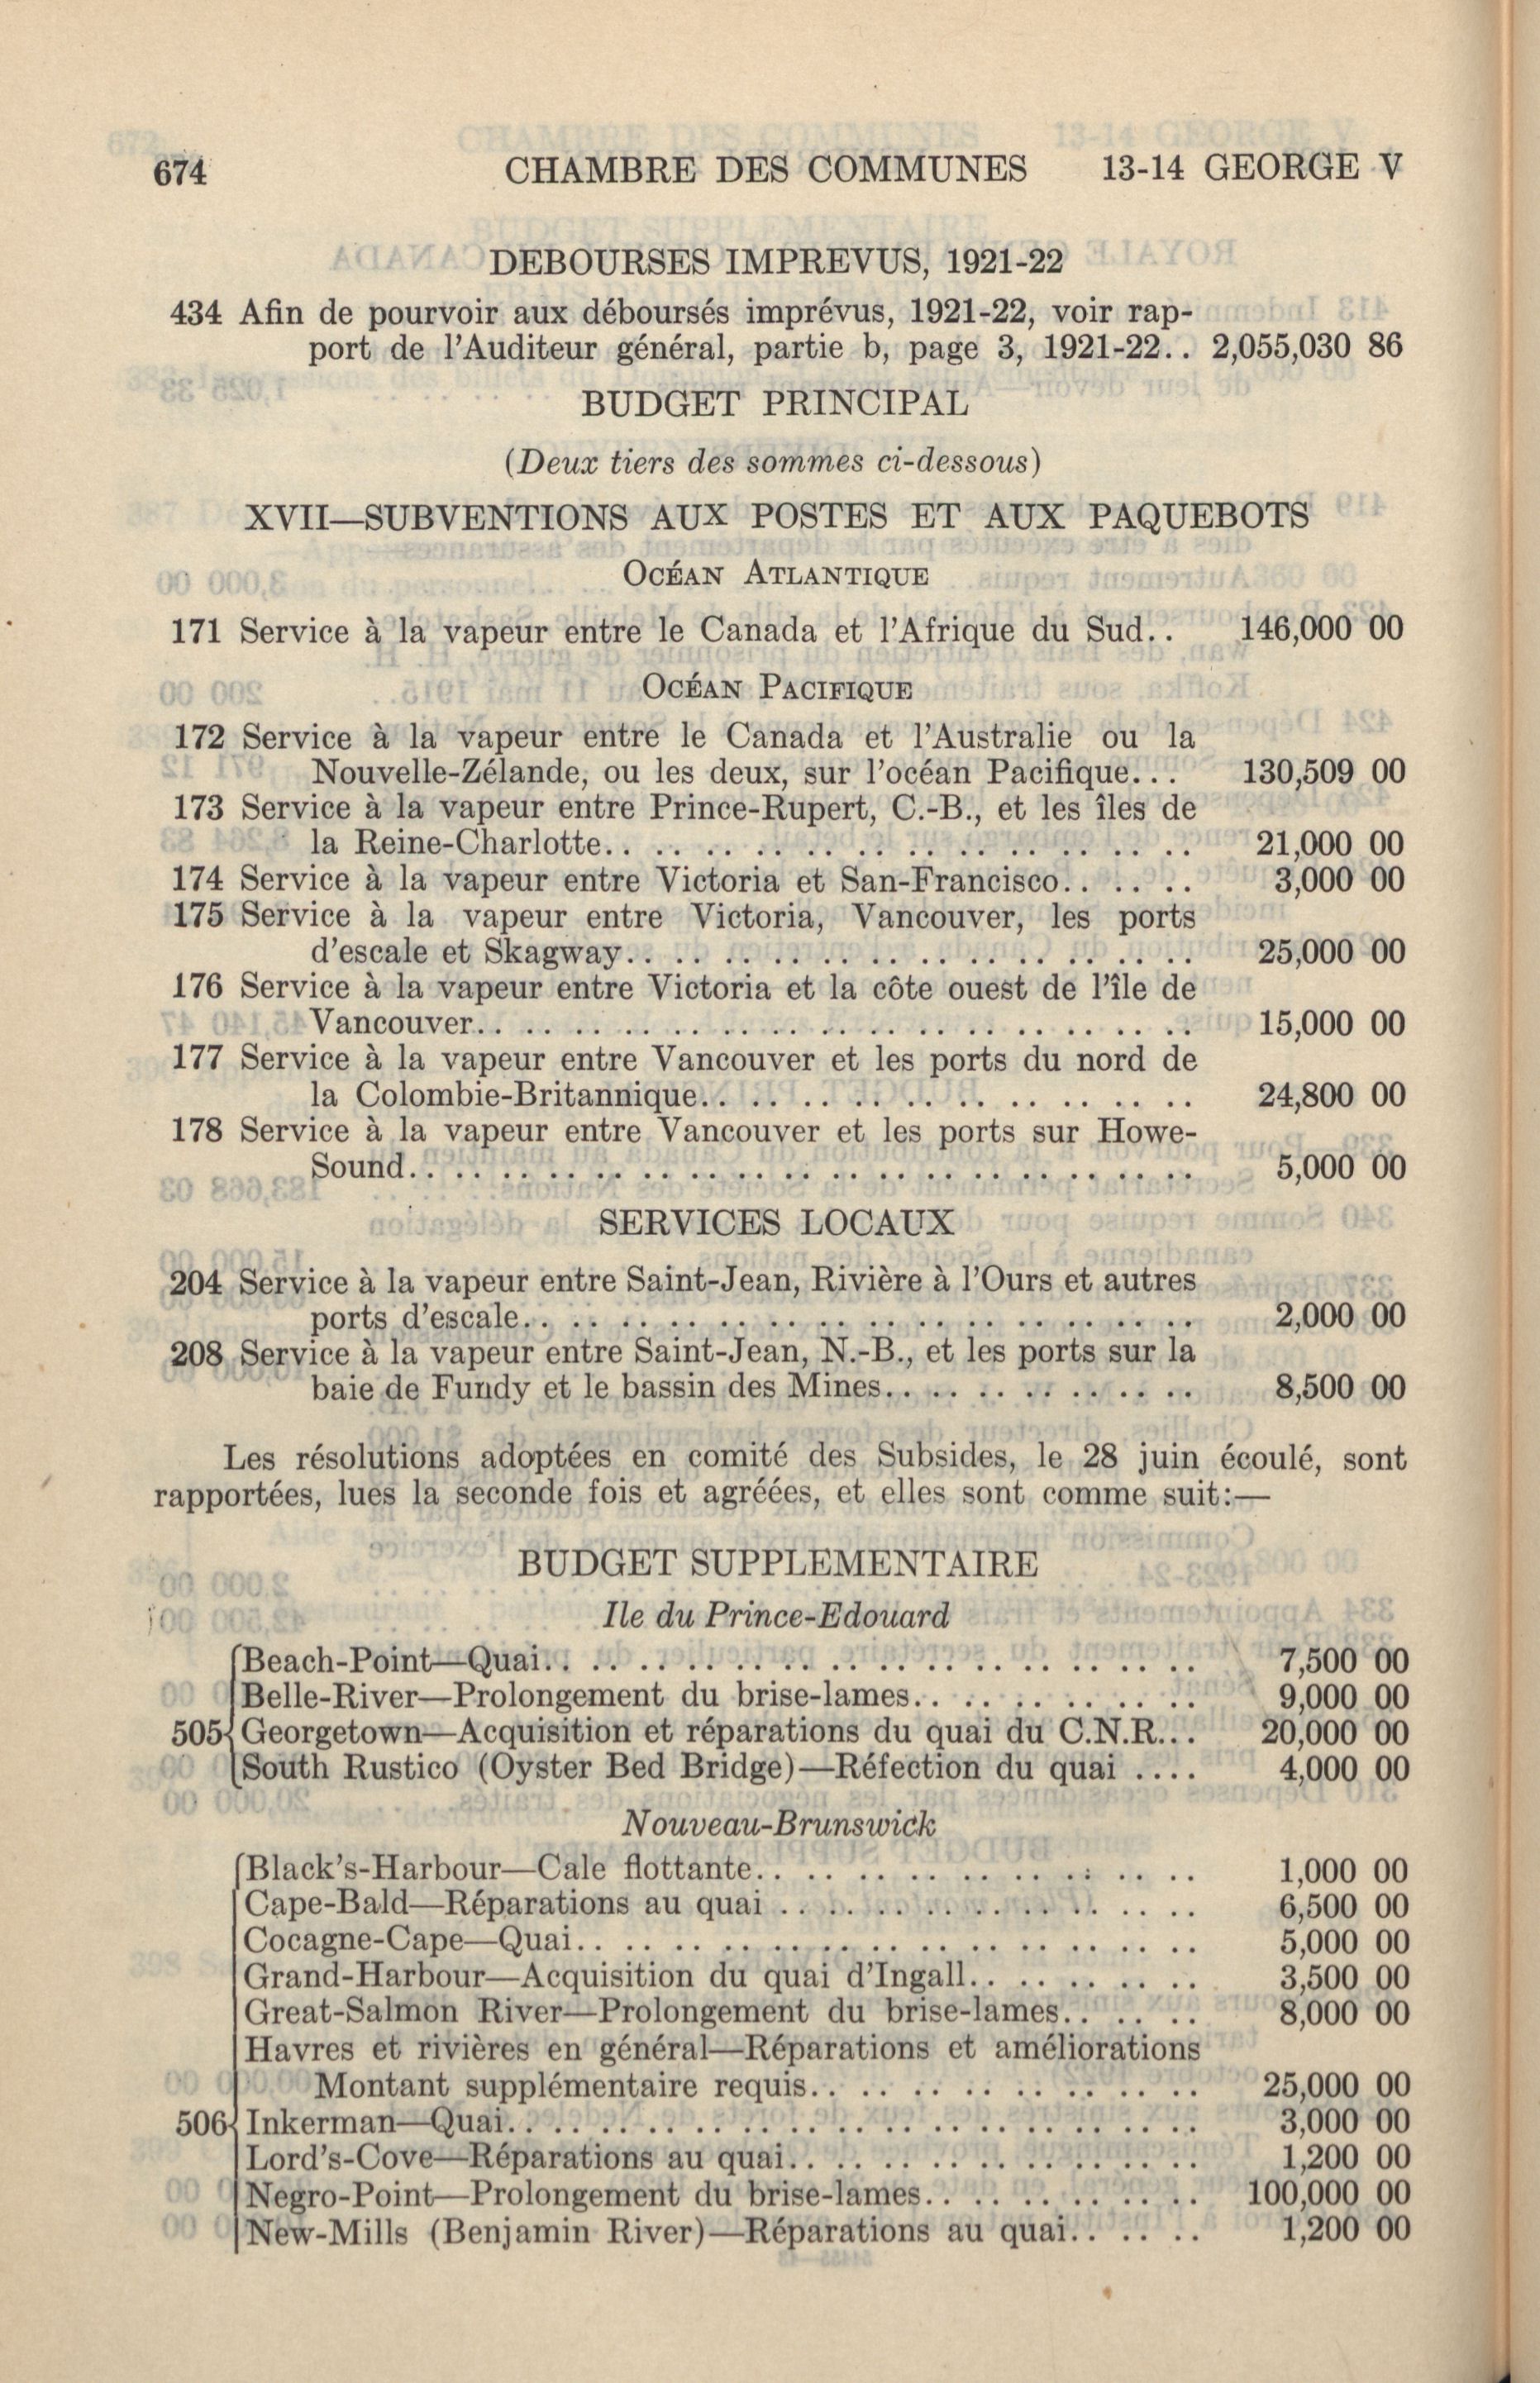 674 CHAMBRE DES COMMUNES 13-14 GEORGE V
DEBOURSES IMPREVUS, 1921-22
434 Afin de pourvoir aux déboursés imprévus, 1921-22, voir rap-
port de l'Auditeur général, partie b, page 3, 1921-22.. 2,055,030 86
BUDGET PRINCIPAL
(Deux tiers des sommes ci-dessous)
XVII—SUBVENTIONS AUX POSTES ET AUX PAQUEBOTS
OCÉAN ATLANTIQUE
171 Service à la vapeur entre le Canada et l'Afrique du Sud.. 146,000 00
OCÉAN PACIFIQUE
172 Service à la vapeur entre le Canada et l'Australie ou la
Nouvelle-Zélande, ou les deux, sur l'océan Pacifique... 130,509 00
173 Service à la vapeur entre Prince-Rupert, C.-B., et les îles de
la Reine-Charlotte.. .. .. .. .. .. .. .. .. .. .. .. .. 21,000 00
174 Service à la vapeur entre Victoria et San-Francisco.. .. .. 3,000 00
175 Service à la vapeur entre Victoria, Vancouver, les ports
d'escale et Skagway.. .. .. .. .. .. .. .. .. .. .. .. 25,000 00
176 Service à la vapeur entre Victoria et la côte ouest de l'île de
Vancouver.. .. .. .. .. .. .. .. .. .. .. .. .. .. .. 15,000 00
177 Service à la vapeur entre Vancouver et les ports du nord de
la Colombie-Britannique.. .. .. .. .. .. .. .. .. .. 24,800 00
178 Service à la vapeur entre Vancouver et les ports sur Howe-
Sound.. .. .. .. .. .. .. .. .. .. .. .. .. .. .. .. .. 5,000 00
SERVICES LOCAUX
204 Service à la vapeur entre Saint-Jean, Rivière à l'Ours et autres
ports d'escale.. .. .. .. .. .. .. .. .. .. .. .. .. .. 2,000 00
208 Service à la vapeur entre Saint-Jean, N.-B., et les ports sur la
baie de Fundy et le bassin des Mines.. .. .. .. .. .. .. 8,500 00
Les résolutions adoptées en comité des Subsides, le 28 juin écoulé, sont
rapportées, lues la seconde fois et agréées, et elles sont comme suit:—
BUDGET SUPPLEMENTAIRE
Ile du Prince-Edouard
Beach-Point—Quai.. .. .. .. .. .. .. .. .. .. .. .. .. .. 7,500 00
Belle-River—Prolongement du brise-lames.. .. .. .. .. .. 9,000 00
505 Georgetown—Acquisition et réparations du quai du C.N.R... 20,000 00
South Rustico (Oyster Bed Bridge)—Réfection du quai .... 4,000 00
Nouveau-Brunswick
Black's-Harbour—Cale flottante.. .. .. .. .. .. .. .. .. 1,000 00
Cape-Bald—Réparations au quai .. .. .. .. .. .. .. .. .. 6,500 00
Cocagne-Cape—Quai.. .. .. .. .. .. .. .. .. .. .. .. .. 5,000 00
Grand-Harbour—Acquisition du quai d'Ingall.. .. .. .. .. 3,500 00
Great-Salmon River—Prolongement du brise-lames.. .. .. 8,000 00
Havres et rivières en général—Réparations et améliorations
Montant supplémentaire requis.. .. .. .. .. .. .. .. 25,000 00
506 Inkerman—Quai.. .. .. .. .. .. .. .. .. .. .. .. .. .. .. 3,000 00
Lord's-Cove—Réparations au quai.. .. .. .. .. .. .. .. .. 1,200 00
Negro-Point—Prolongement du brise-lames.. .. .. .. .. .. 100,000 00
New-Mills (Benjamin River)—Réparations au quai.. .. .. 1,200 00